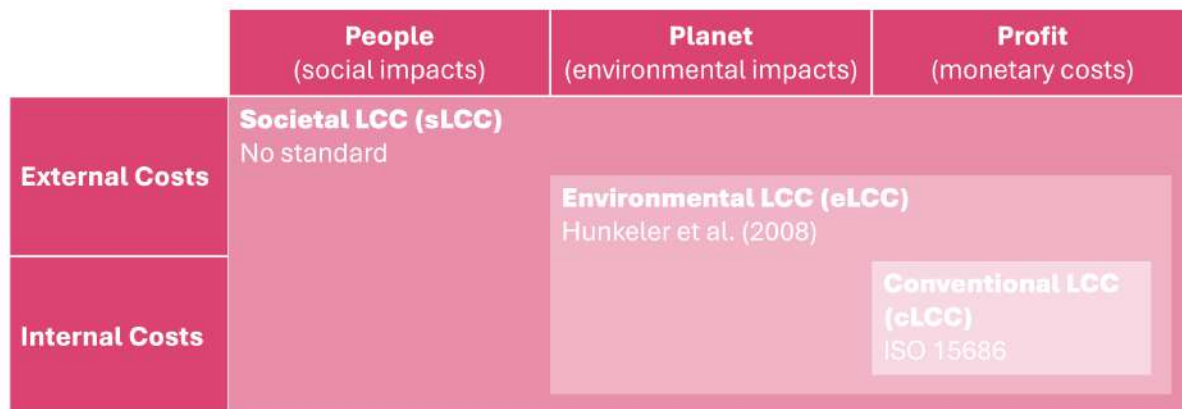 People
(social impacts)
Planet
(environmental impacts)
Profit
(monetary costs)
External Costs
Societal LCC (sLCC)
No standard
Environmental LCC (eLCC)
Hunkeler et al. (2008)
Internal Costs
Conventional LCC
(cLCC)
ISO 15686